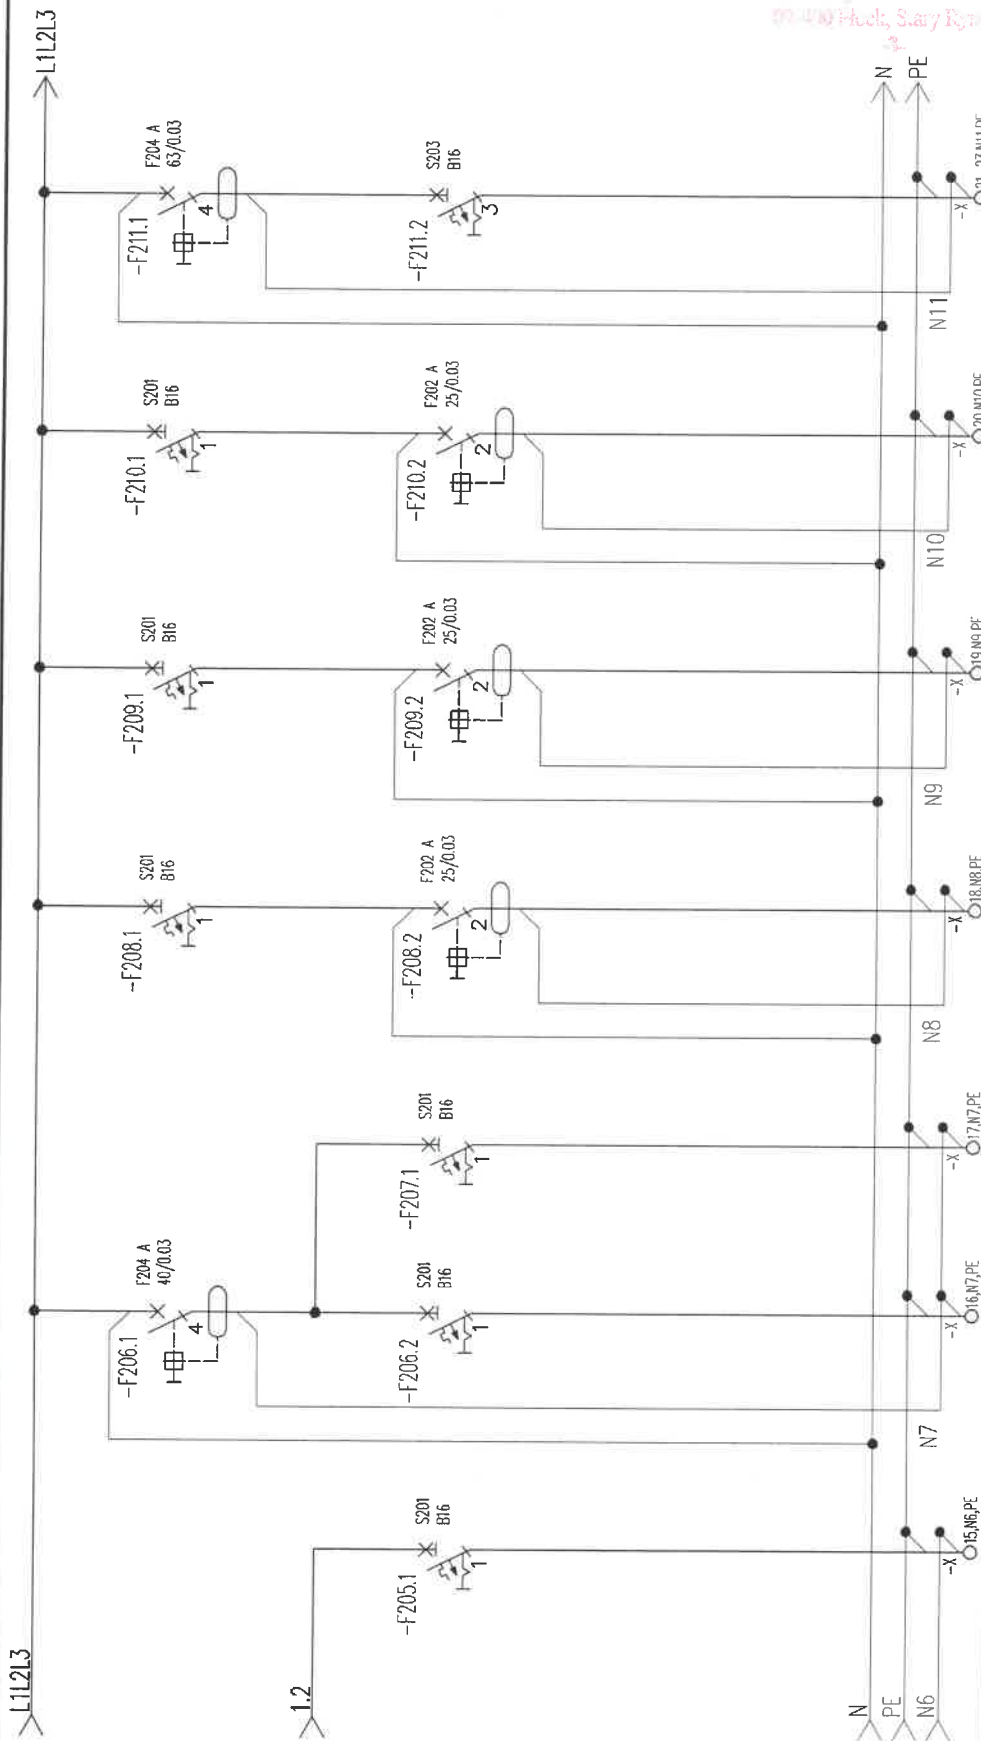 L1L2L3
L1L2L3
1.2
-F205.1
S201
B16
1
-X
15,N6,PE
-F206.1
F204 A
40/0.03
4
-F206.2
S201
B16
1
-X
16,N7,PE
N7
-F207.1
S201
B16
1
-X
17,N7,PE
-F208.1
S201
B16
1
-F208.2
F202 A
25/0.03
2
N8
-X
18,N8,PE
-F209.1
S201
B16
1
-F209.2
F202 A
25/0.03
2
N9
-X
19,N9,PE
-F210.1
S201
B16
1
-F210.2
F202 A
25/0.03
2
N10
-X
20,N10,PE
-F211.1
F204 A
63/0.03
4
-F211.2
S203
B16
3
N11
-X
N
PE
N6
N
PE
Stary